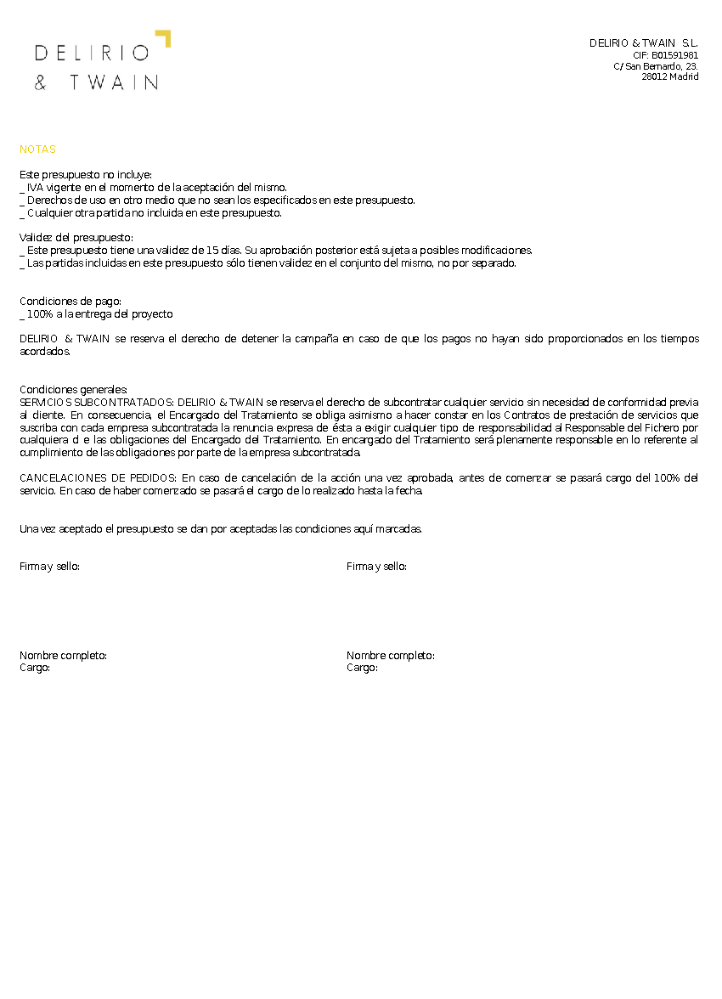 DELIRIO
& TWAIN
DELIRIO & TWAIN S.L.
CIF: B01591981
C/ San Bernardo, 23.
28012 Madrid
NOTAS
Este presupuesto no incluye:
_ IVA vigente en el momento de la aceptación del mismo.
_ Derechos de uso en otro medio que no sean los especificados en este presupuesto.
_ Cualquier otra partida no incluida en este presupuesto.
Validez del presupuesto:
_ Este presupuesto tiene una validez de 15 días. Su aprobación posterior está sujeta a posibles modificaciones.
_ Las partidas incluidas en este presupuesto sólo tienen validez en el conjunto del mismo, no por separado.
Condiciones de pago:
_ 100% a la entrega del proyecto
DELIRIO & TWAIN se reserva el derecho de detener la campaña en caso de que los pagos no hayan sido proporcionados en los tiempos
acordados.
Condiciones generales:
SERVICIOS SUBCONTRATADOS: DELIRIO & TWAIN se reserva el derecho de subcontratar cualquier servicio sin necesidad de conformidad previa
al cliente. En consecuencia, el Encargado del Tratamiento se obliga asimismo a hacer constar en los Contratos de prestación de servicios que
suscriba con cada empresa subcontratada la renuncia expresa de ésta a exigir cualquier tipo de responsabilidad al Responsable del Fichero por
cualquiera d e las obligaciones del Encargado del Tratamiento. En encargado del Tratamiento será plenamente responsable en lo referente al
cumplimiento de las obligaciones por parte de la empresa subcontratada.
CANCELACIONES DE PEDIDOS: En caso de cancelación de la acción una vez aprobada, antes de comenzar se pasará cargo del 100% del
servicio. En caso de haber comenzado se pasará el cargo de lo realizado hasta la fecha.
Una vez aceptado el presupuesto se dan por aceptadas las condiciones aquí marcadas.
Firma y sello:
Firma y sello:
Nombre completo:
Nombre completo:
Cargo:
Cargo: